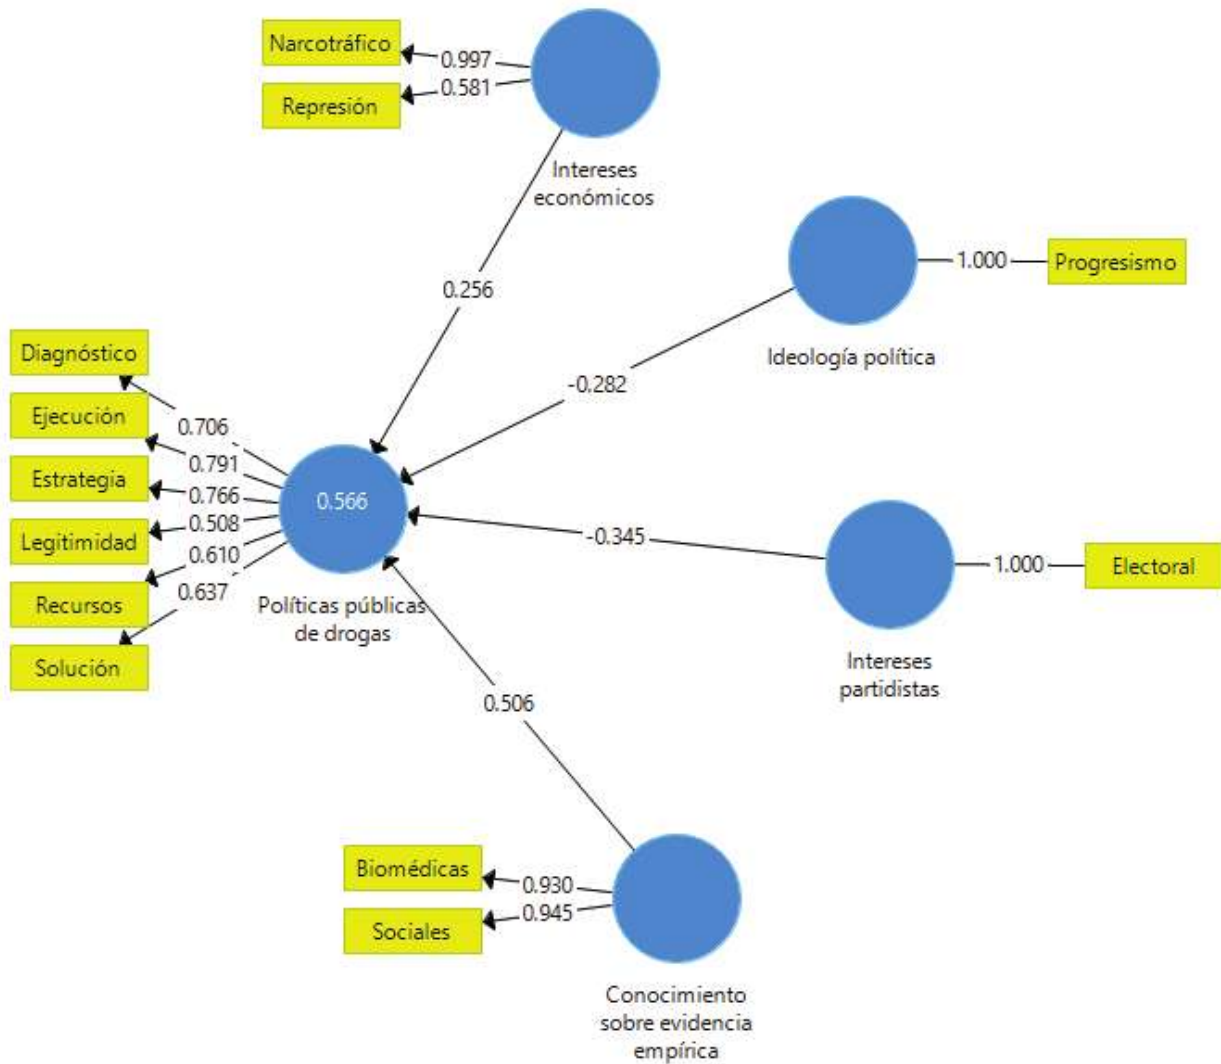 Narcotráfico
0.997
0.581
Represión
Intereses
económicos
1.000
Progresismo
0.256
Ideología política
-0.282
Diagnóstico
Ejecución
Estrategia
Legitimidad
Recursos
Solución
0.706
0.791
0.766
0.508
0.610
0.637
0.566
Políticas públicas
de drogas
-0.345
1.000
Electoral
Intereses
partidistas
0.506
Biomédicas
0.930
0.945
Sociales
Conocimiento
sobre evidencia
empírica